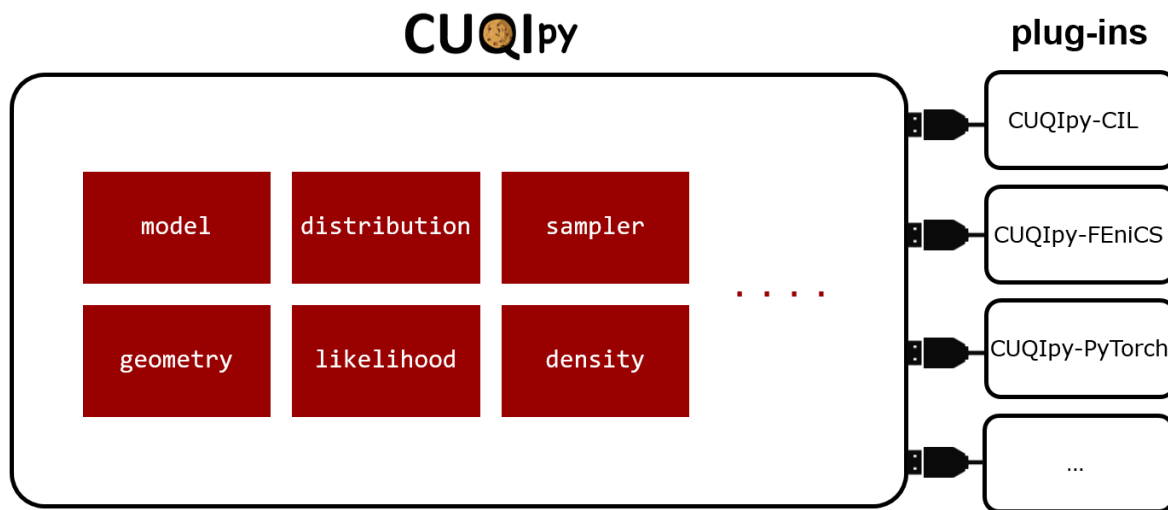 CUQIpy
plug-ins
model
distribution
sampler
. . . .
geometry
likelihood
density
CUQIpy-CIL
CUQIpy-FEniCS
CUQIpy-PyTorch
...